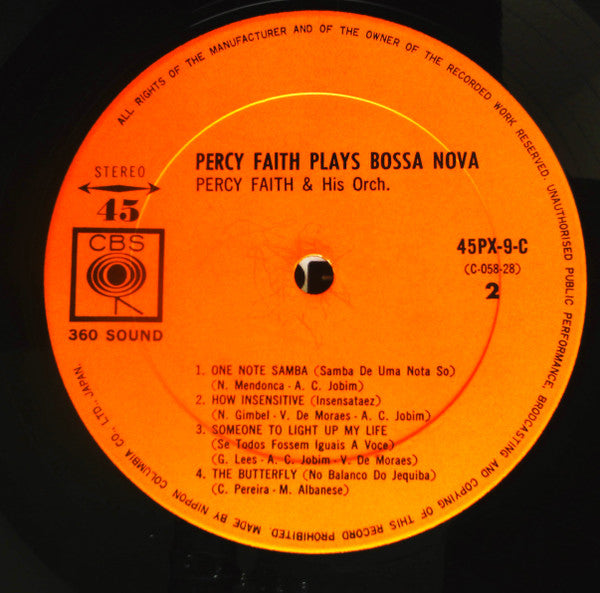 ALL RIGHTS OF THE MANUFACTURER AND OF THE OWNER OF THE RECORDED WORK RESERVED. UNAUTHORISED PUBLIC PERFORMANCE, BRODCASTING AND COPYING OF THIS RECORD PROHIBITED. MADE BY NIPPON COLUMBIA CO., LTD., JAPAN.
PERCY FAITH PLAYS BOSSA NOVA
PERCY FAITH & His Orch.
STEREO
45
CBS
360 SOUND
45PX-9-C
(C-058-28)
2
1. ONE NOTE SAMBA (Samba De Uma Nota So)
(N. Mendonca - A. C. Jobim)
2. HOW INSENSITIVE (Insensataez)
(N. Gimbel - V. De Moraes - A. C. Jobim)
3. SOMEONE TO LIGHT UP MY LIFE
(Se Todos Fossem Iguais A Voce)
(G. Lees - A. C. Jobim - V. De Moraes)
4. THE BUTTERFLY (No Balanco Do Jequiba)
(C. Pereira - M. Albanese)